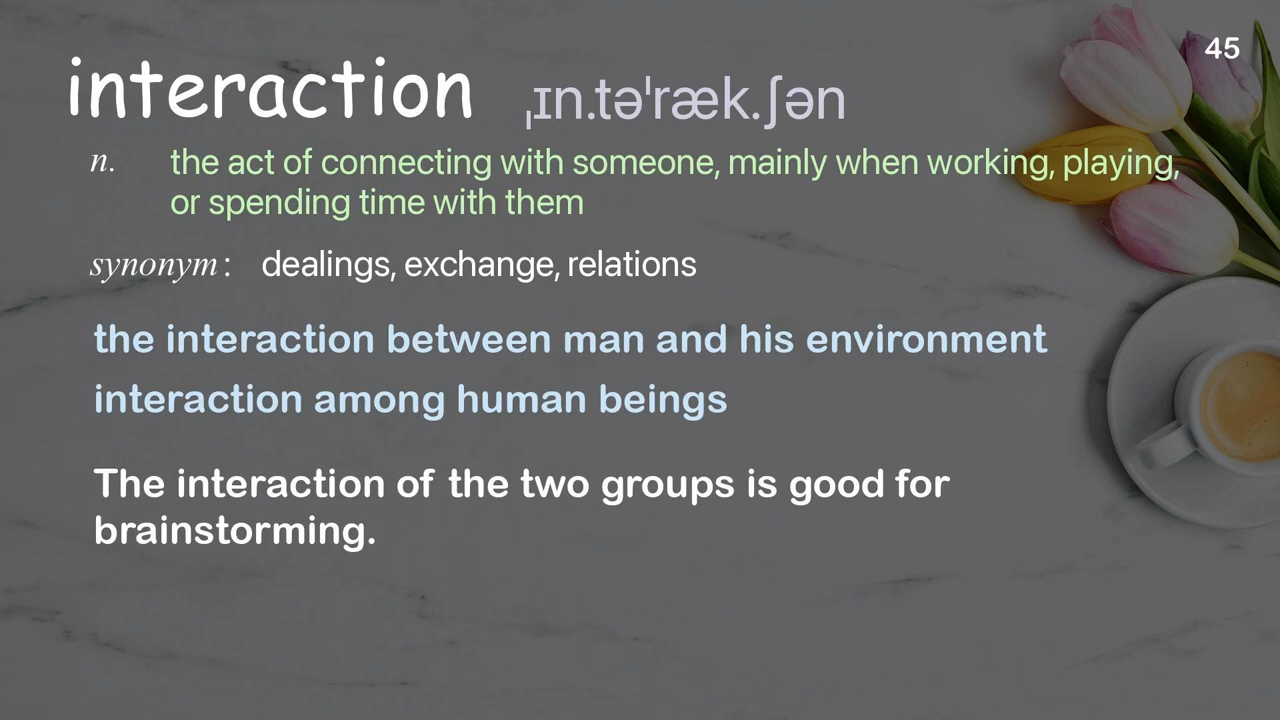 45
interaction ˌɪn.təˈræk.ʃən
n. the act of connecting with someone, mainly when working, playing,
or spending time with them
synonym: dealings, exchange, relations
the interaction between man and his environment
interaction among human beings
The interaction of the two groups is good for
brainstorming.